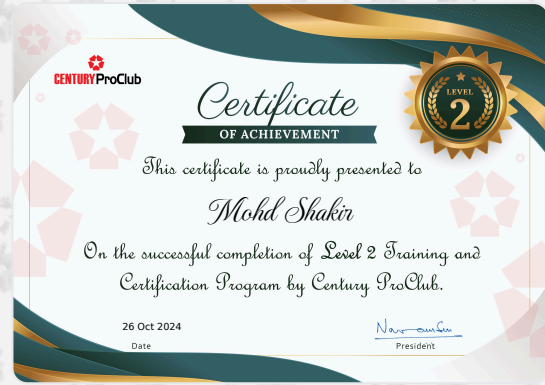 CENTURY ProClub
Certificate
OF ACHIEVEMENT
LEVEL
2
This certificate is proudly presented to
Mohd Shakir
On the successful completion of Level 2 Training and
Certification Program by Century ProClub.
26 Oct 2024
Date
President